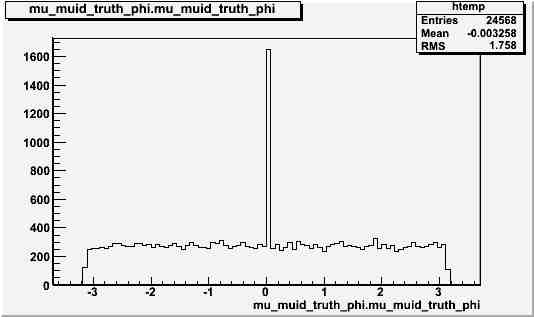 mu_muid_truth_phi.mu_muid_truth_phi
htemp
Entries 24568
Mean -0.003258
RMS 1.758
1600
1400
1200
1000
800
600
400
200
0
-3 -2 -1 0 1 2 3
mu_muid_truth_phi.mu_muid_truth_phi